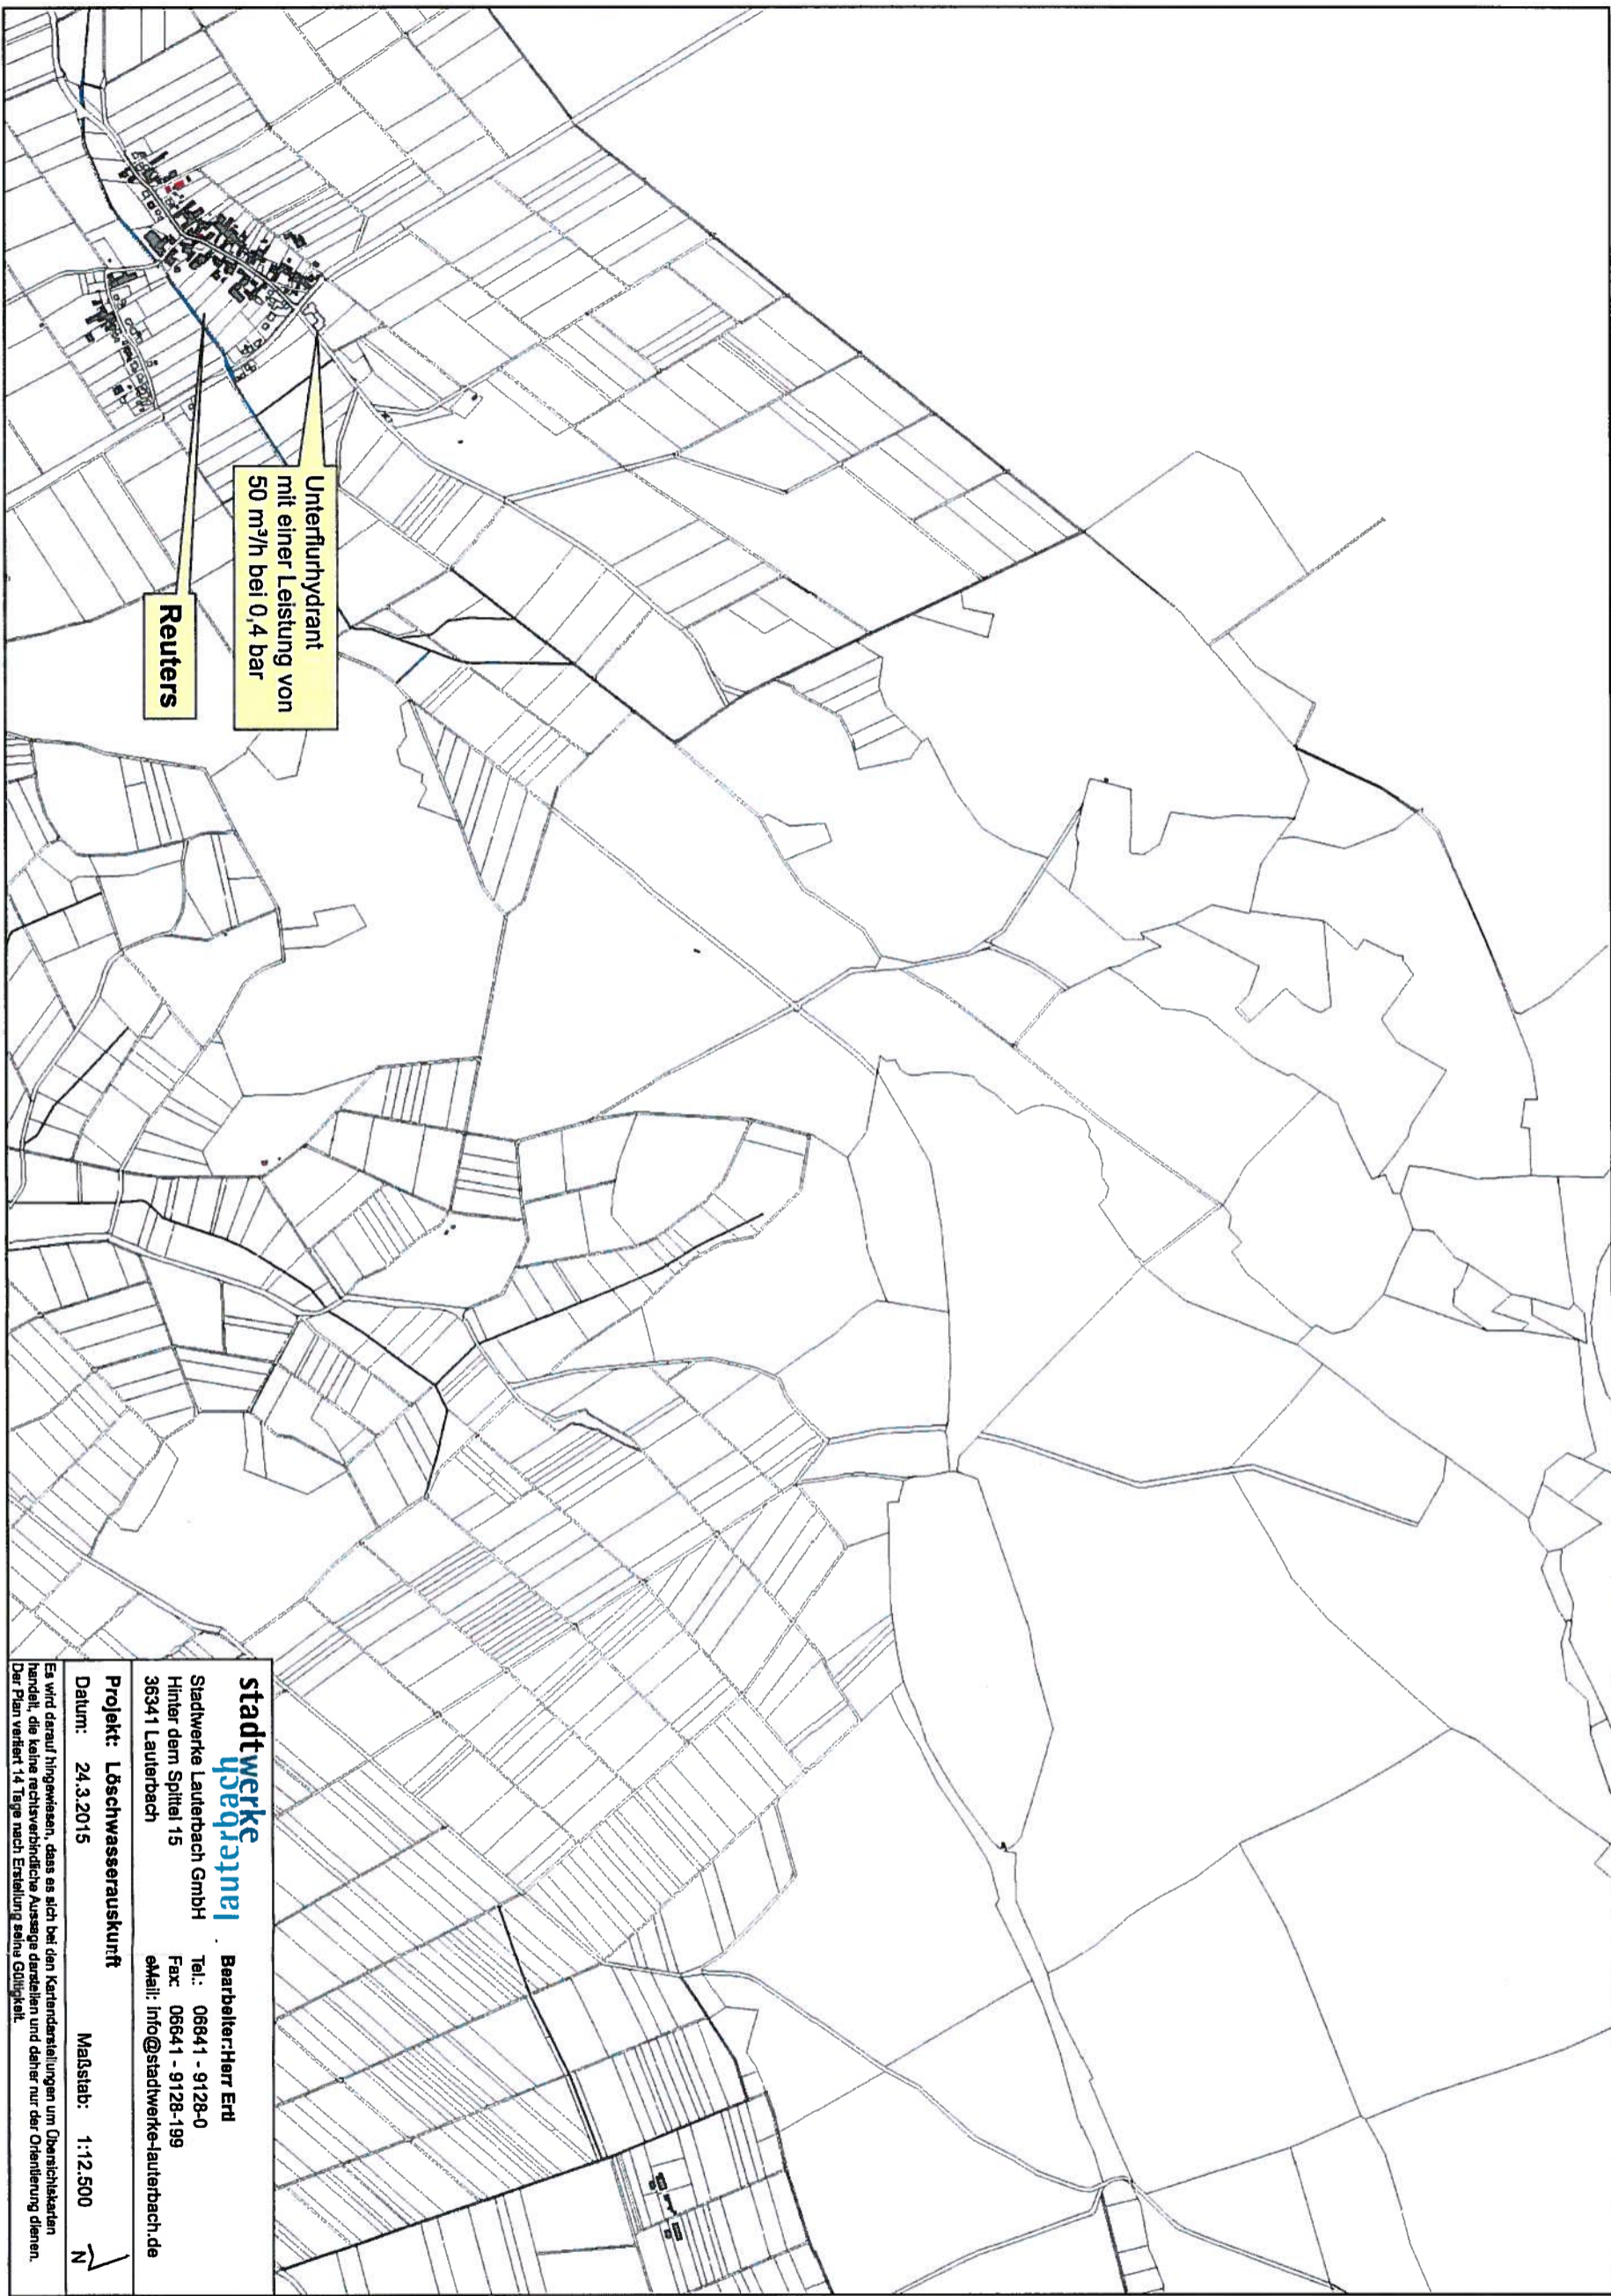 Unterflurhydrant
mit einer Leistung von
50 m³/h bei 0,4 bar
Reuters
stadtwerke
lauterbach
Bearbeiter:Herr Ertl
Stadtwerke Lauterbach GmbH
Hinter dem Spittel 15
36341 Lauterbach
Tel.: 06641 - 9128-0
Fax: 06641 - 9128-199
eMail: info@stadtwerke-lauterbach.de
Projekt: Löschwasserauskunft
Datum: 24.3.2015
Maßstab: 1:12.500
N
Es wird darauf hingewiesen, dass es sich bei den Kartendarstellungen um Übersichtskarten
handelt, die keine rechtsverbindliche Aussage darstellen und daher nur der Orientierung dienen.
Der Plan verliert 14 Tage nach Erstellung seine Gültigkeit.